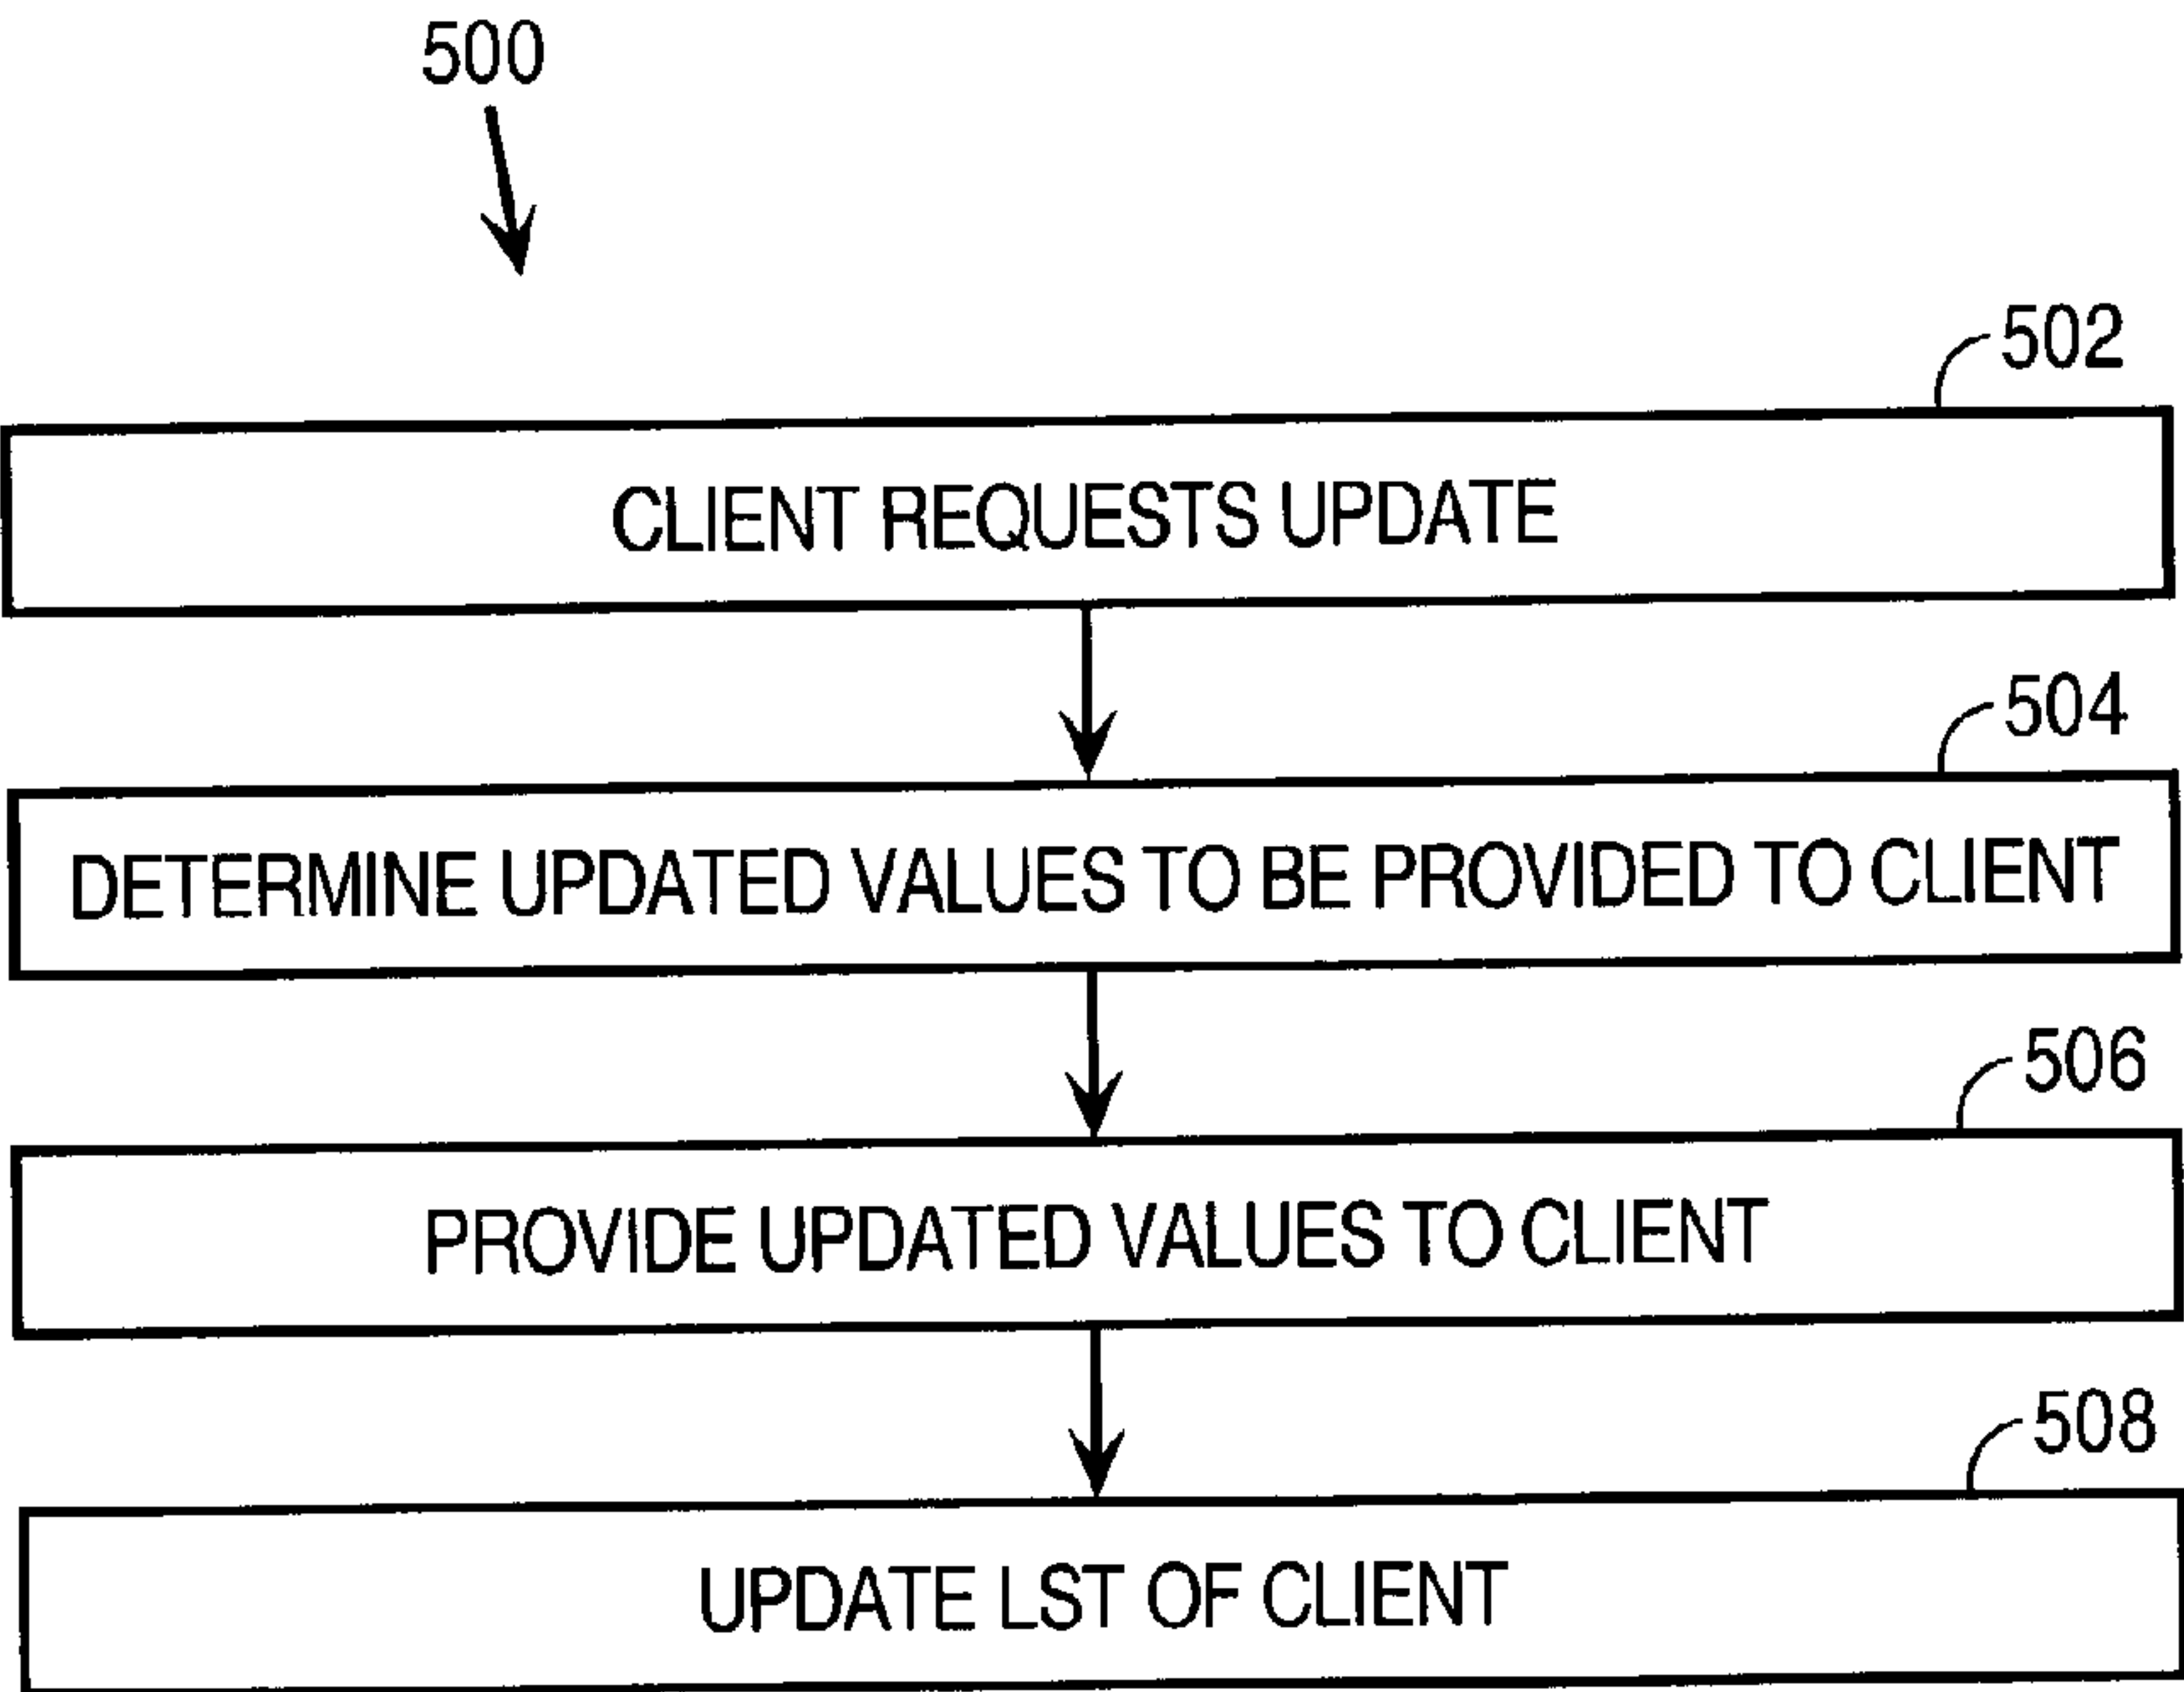 500
502
CLIENT REQUESTS UPDATE
504
DETERMINE UPDATED VALUES TO BE PROVIDED TO CLIENT
506
PROVIDE UPDATED VALUES TO CLIENT
508
UPDATE LST OF CLIENT